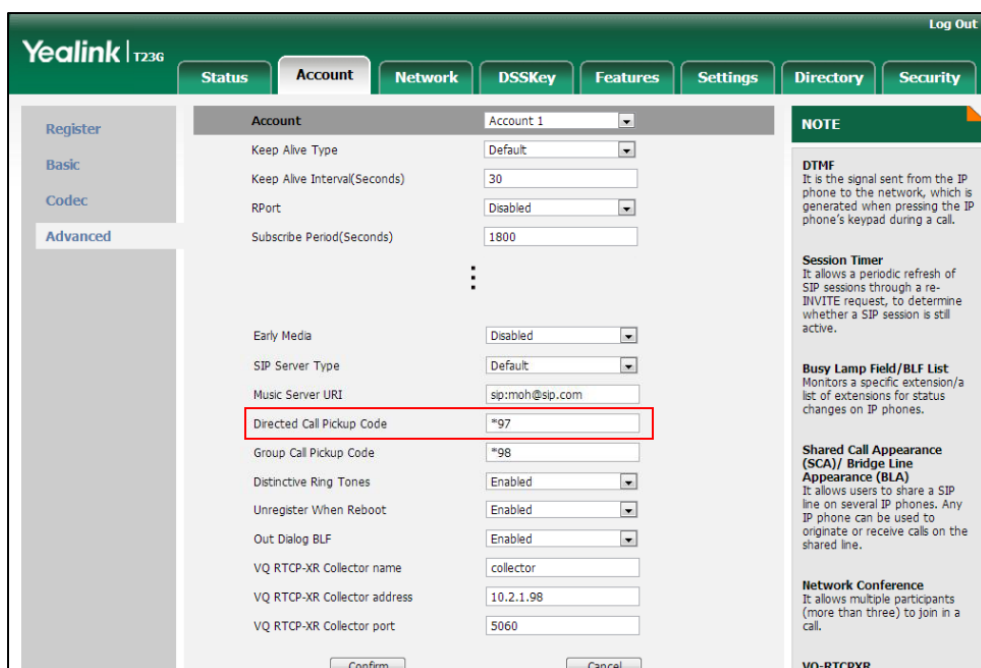 Log Out
Yealink T23G
Status Account Network DSSKey Features Settings Directory Security
Register
Basic
Codec
Advanced
Account Account 1
Keep Alive Type Default
Keep Alive Interval(Seconds) 30
RPort Disabled
Subscribe Period(Seconds) 1800
Early Media Disabled
SIP Server Type Default
Music Server URI sip:moh@sip.com
Directed Call Pickup Code *97
Group Call Pickup Code *98
Distinctive Ring Tones Enabled
Unregister When Reboot Enabled
Out Dialog BLF Enabled
VQ RTCP-XR Collector name collector
VQ RTCP-XR Collector address 10.2.1.98
VQ RTCP-XR Collector port 5060
Confirm Cancel
NOTE
DTMF
It is the signal sent from the IP
phone to the network, which is
generated when pressing the IP
phone's keypad during a call.
Session Timer
It allows a periodic refresh of
SIP sessions through a re-
INVITE request, to determine
whether a SIP session is still
active.
Busy Lamp Field/BLF List
Monitors a specific extension/a
list of extensions for status
changes on IP phones.
Shared Call Appearance
(SCA)/ Bridge Line
Appearance (BLA)
It allows users to share a SIP
line on several IP phones. Any
IP phone can be used to
originate or receive calls on the
shared line.
Network Conference
It allows multiple participants
(more than three) to join in a
call.
VQ-RTCPXR